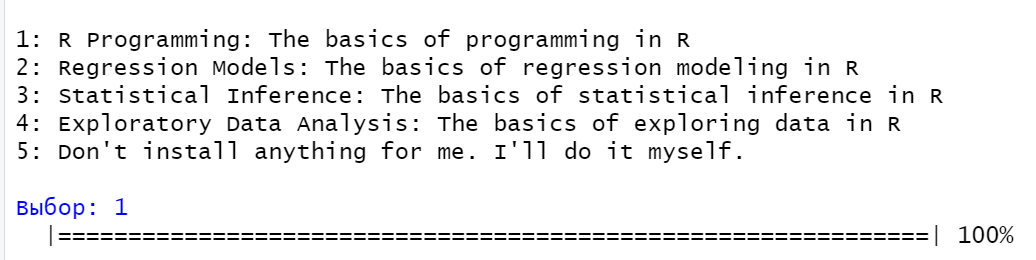 1: R Programming: The basics of programming in R
2: Regression Models: The basics of regression modeling in R
3: Statistical Inference: The basics of statistical inference in R
4: Exploratory Data Analysis: The basics of exploring data in R
5: Don't install anything for me. I'll do it myself.
Выбор: 1
|==============================================================| 100%